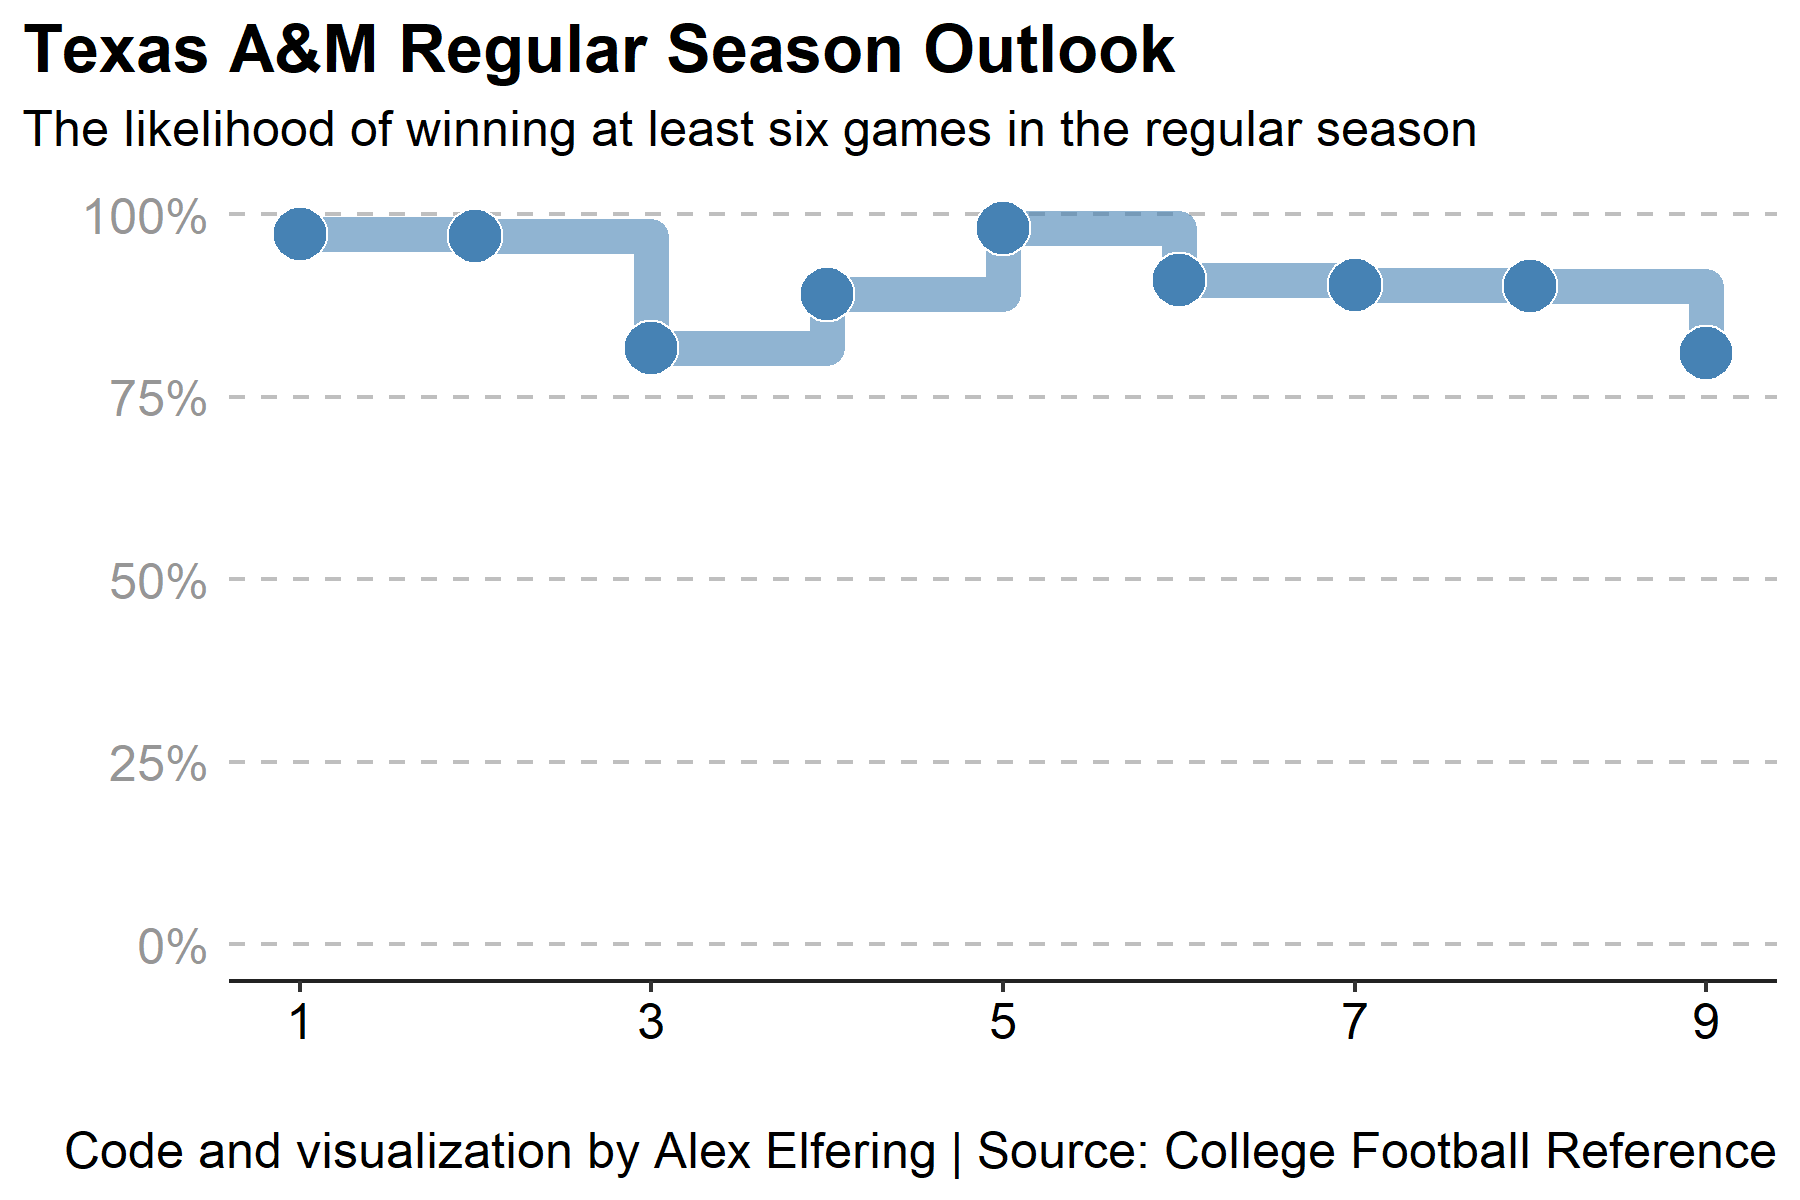 Texas A&M Regular Season Outlook
The likelihood of winning at least six games in the regular season
100%
75%
50%
25%
0%
1 3 5 7 9
Code and visualization by Alex Elfering | Source: College Football Reference